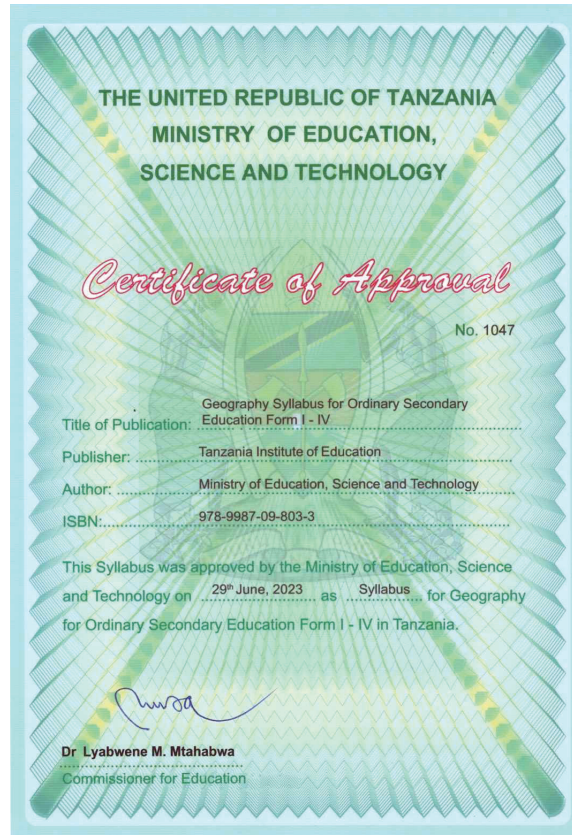 THE UNITED REPUBLIC OF TANZANIA
MINISTRY OF EDUCATION,
SCIENCE AND TECHNOLOGY
Certificate of Approval
No. 1047
Title of Publication: Geography Syllabus for Ordinary Secondary
Education Form I - IV
Publisher: Tanzania Institute of Education
Author: Ministry of Education, Science and Technology
ISBN: 978-9987-09-803-3
This Syllabus was approved by the Ministry of Education, Science
and Technology on 29th June, 2023 as Syllabus for Geography
for Ordinary Secondary Education Form I - IV in Tanzania.
Dr Lyabwene M. Mtahabwa
Commissioner for Education